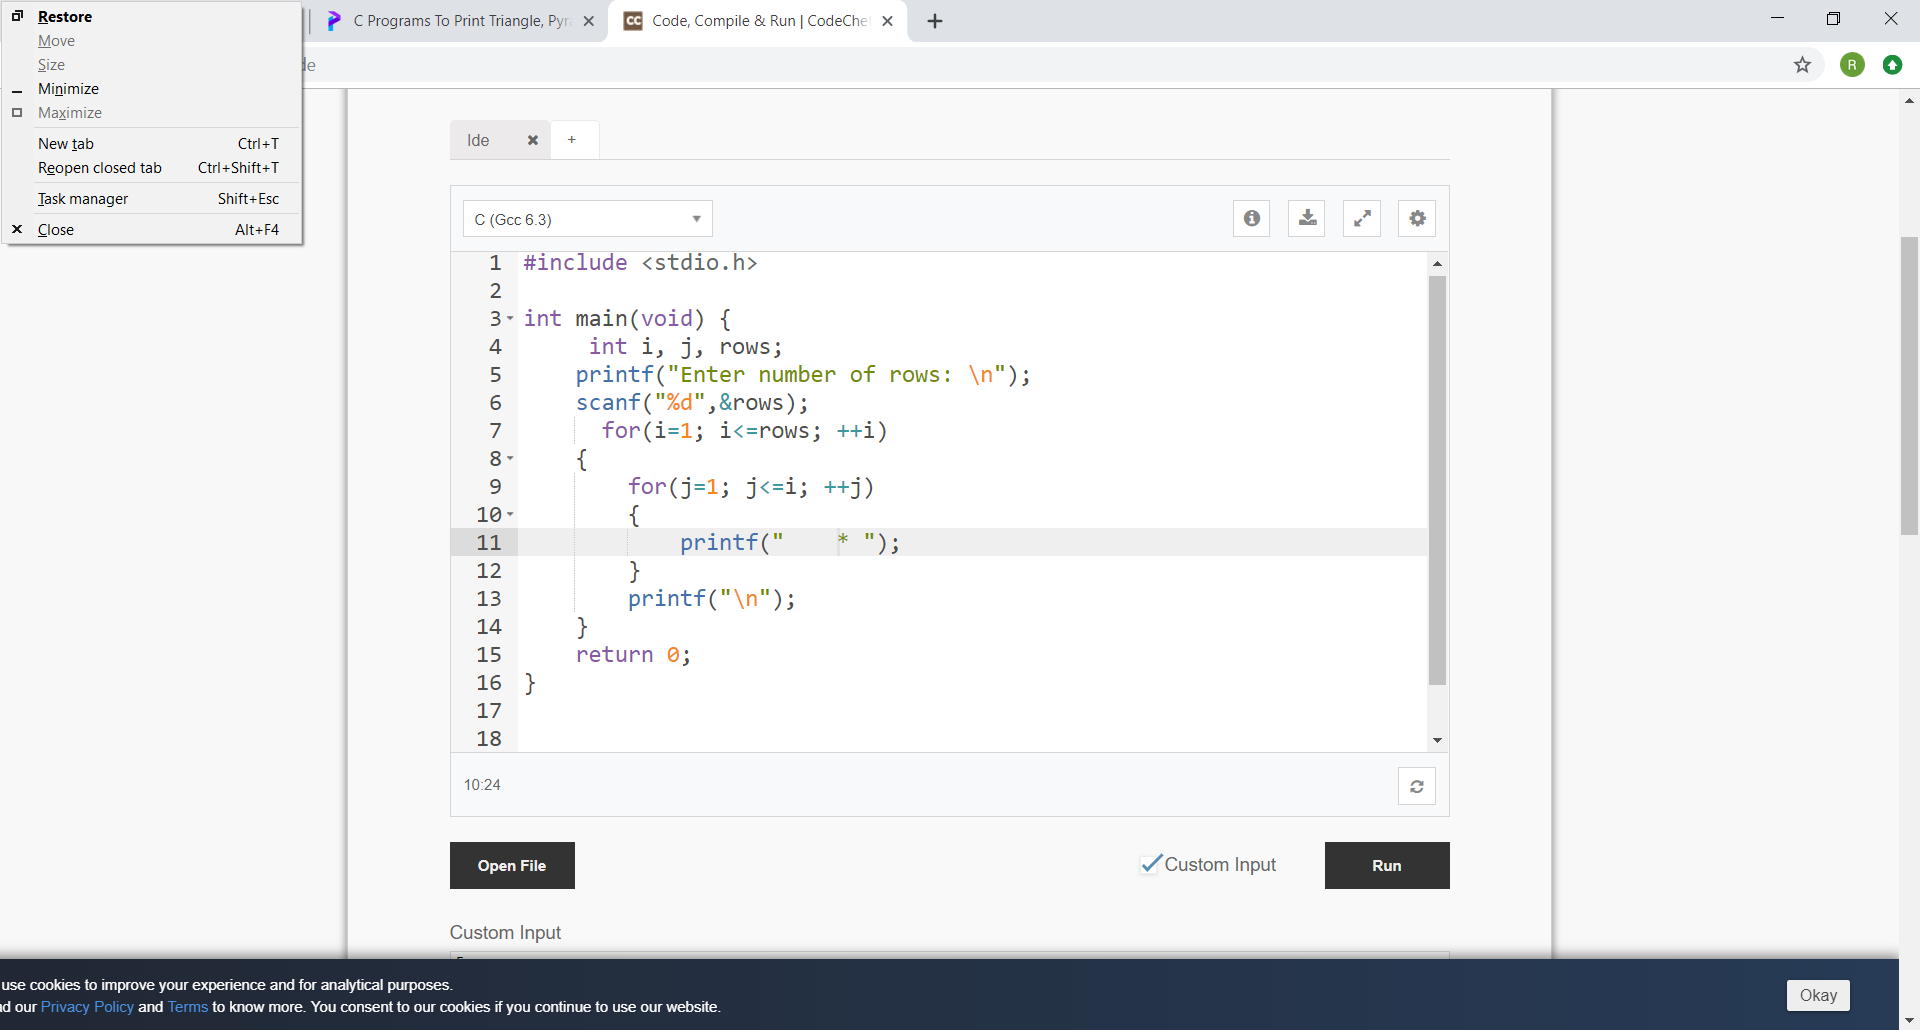 Restore
Move
Size
Minimize
Maximize
New tab Ctrl+T
Reopen closed tab Ctrl+Shift+T
Task manager Shift+Esc
Close Alt+F4
C Programs To Print Triangle, Pyr
Code, Compile & Run | CodeChe
R
de
Ide
+
C (Gcc 6.3)
1 #include <stdio.h>
2
3 int main(void) {
4      int i, j, rows;
5     printf("Enter number of rows: \n");
6     scanf("%d",&rows);
7       for(i=1; i<=rows; ++i)
8     {
9         for(j=1; j<=i; ++j)
10         {
11             printf("    * ");
12         }
13         printf("\n");
14     }
15     return 0;
16 }
17
18
10:24
Open File
Custom Input
Run
Custom Input
use cookies to improve your experience and for analytical purposes.
our Privacy Policy and Terms to know more. You consent to our cookies if you continue to use our website.
Okay